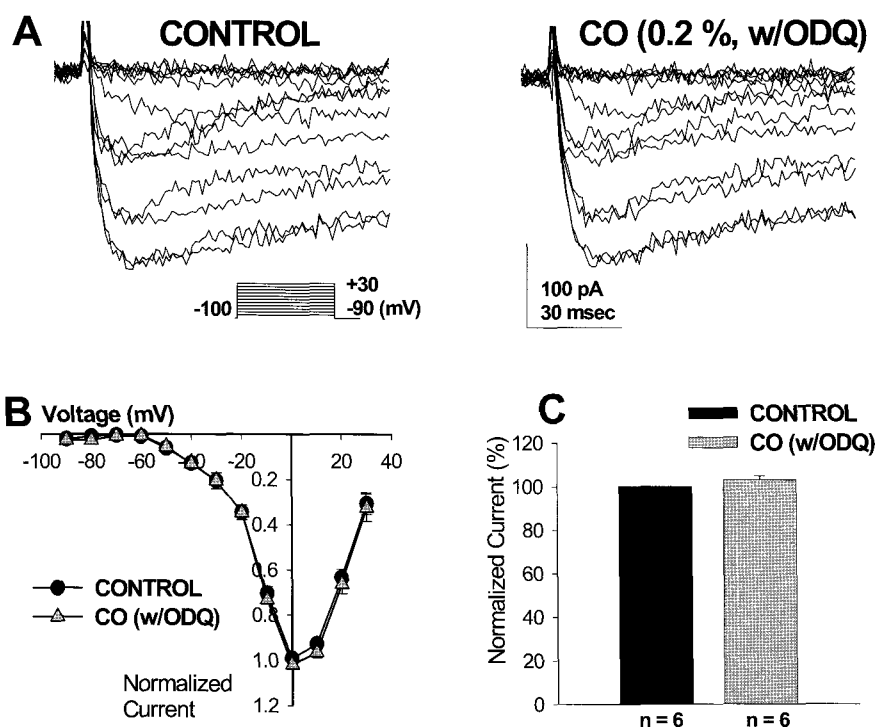 A
CONTROL
CO (0.2 %, w/ODQ)
-100
+30
-90 (mV)
100 pA
30 msec
B
Voltage (mV)
-100 -80 -60 -40 -20 20 40
0.2
0.4
0.6
0.8
1.0
1.2
CONTROL
CO (w/ODQ)
Normalized
Current
C
CONTROL
CO (w/ODQ)
Normalized Current (%)
120
100
80
60
40
20
0
n = 6
n = 6